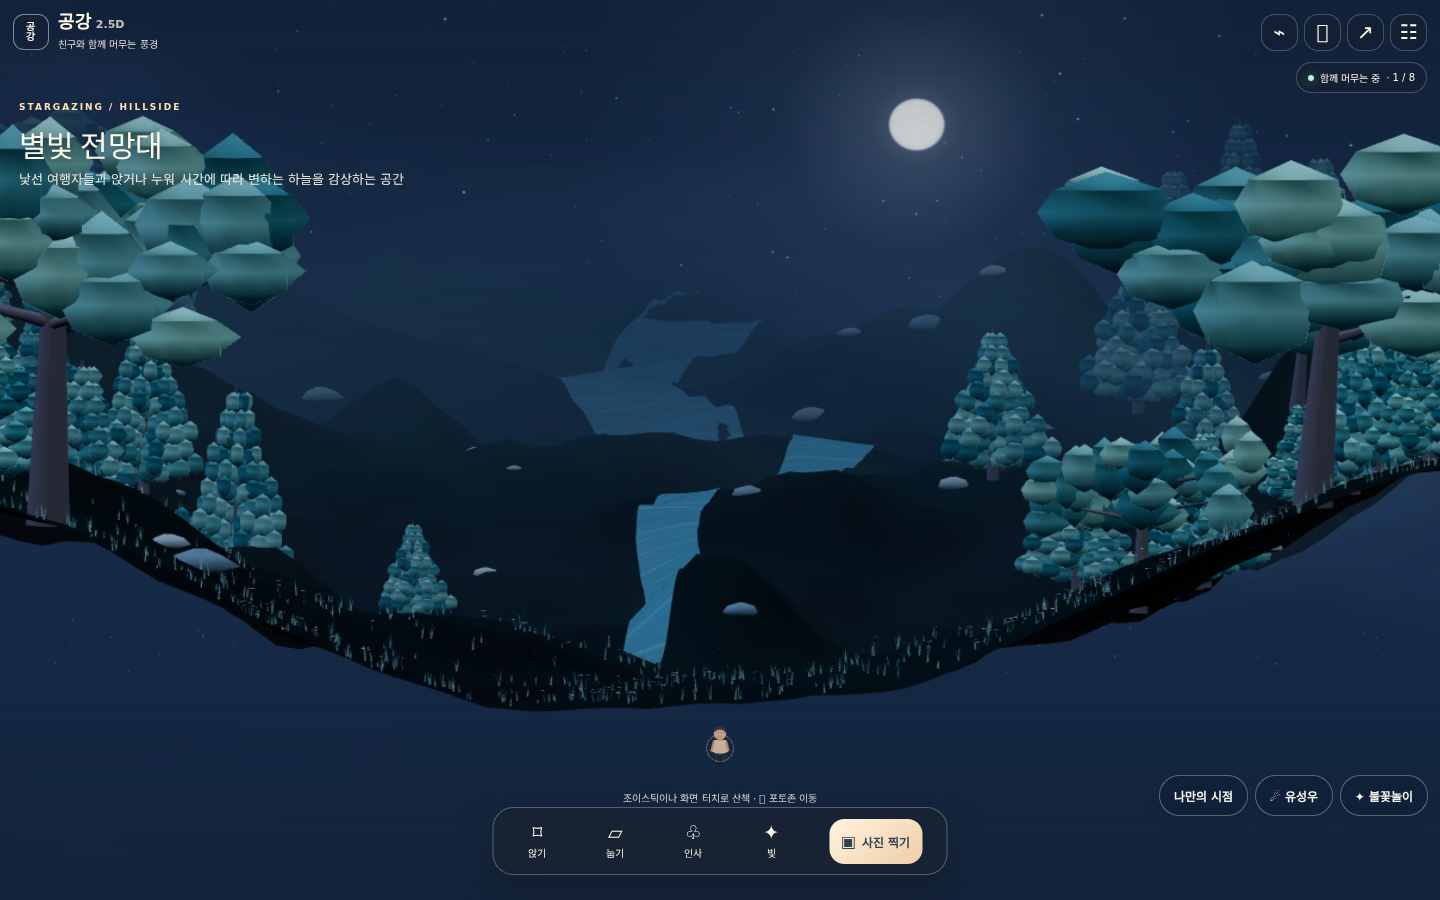 공
강
공강 2.5D
친구와 함께 머무는 풍경
함께 머무는 중 · 1 / 8
STARGAZING / HILLSIDE
별빛 전망대
낯선 여행자들과 앉거나 누워 시간에 따라 변하는 하늘을 감상하는 공간
나만의 시점
☄ 유성우
✦ 불꽃놀이
조이스틱이나 화면 터치로 산책 · 포토존 이동
앉기
눕기
인사
빛
사진 찍기